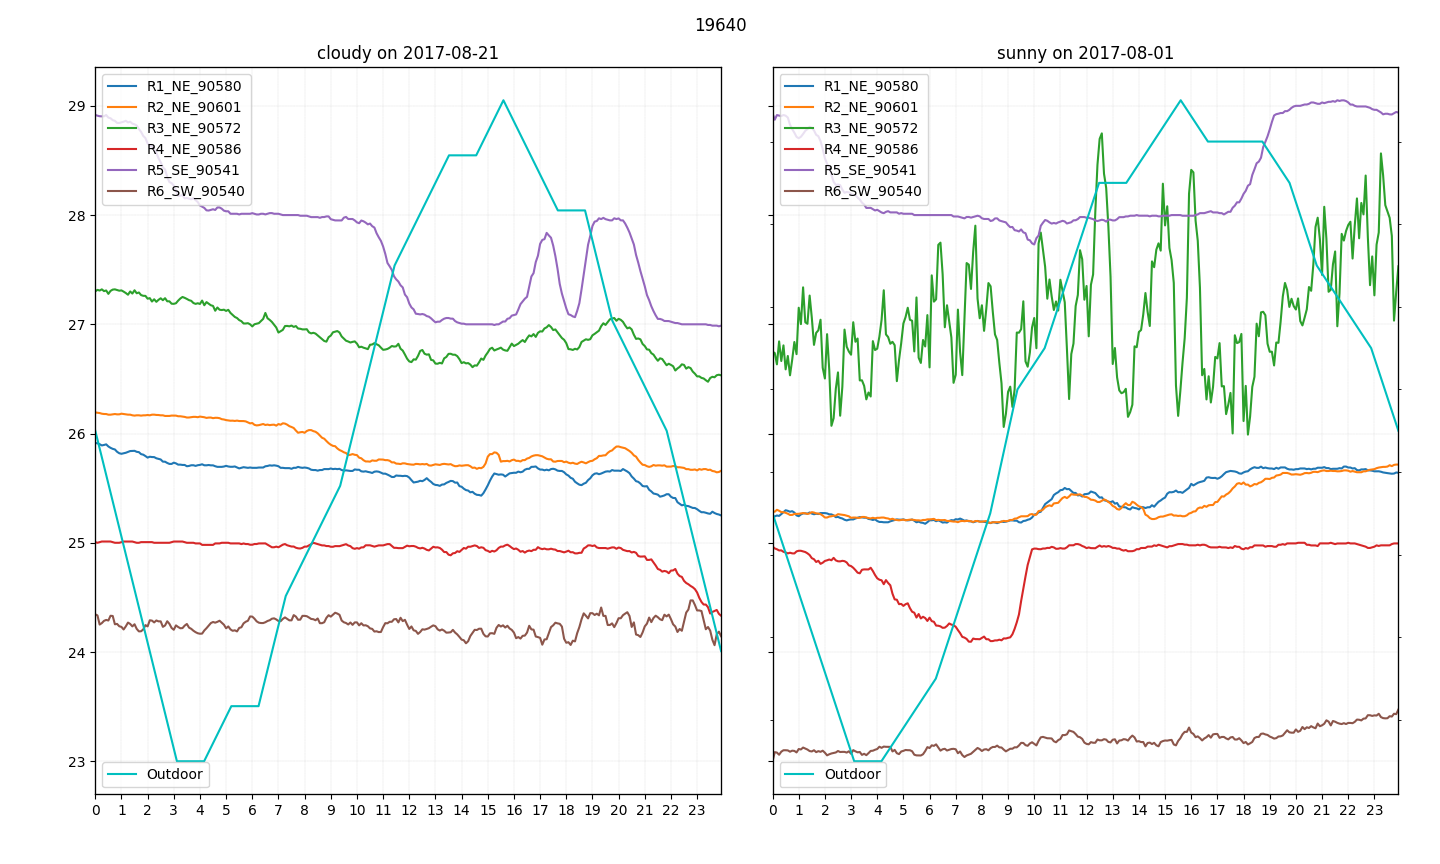 19640
cloudy on 2017-08-21
R1_NE_90580
R2_NE_90601
R3_NE_90572
R4_NE_90586
R5_SE_90541
R6_SW_90540
29
28
27
26
25
24
23
Outdoor
0 1 2 3 4 5 6 7 8 9 10 11 12 13 14 15 16 17 18 19 20 21 22 23
sunny on 2017-08-01
R1_NE_90580
R2_NE_90601
R3_NE_90572
R4_NE_90586
R5_SE_90541
R6_SW_90540
Outdoor
0 1 2 3 4 5 6 7 8 9 10 11 12 13 14 15 16 17 18 19 20 21 22 23